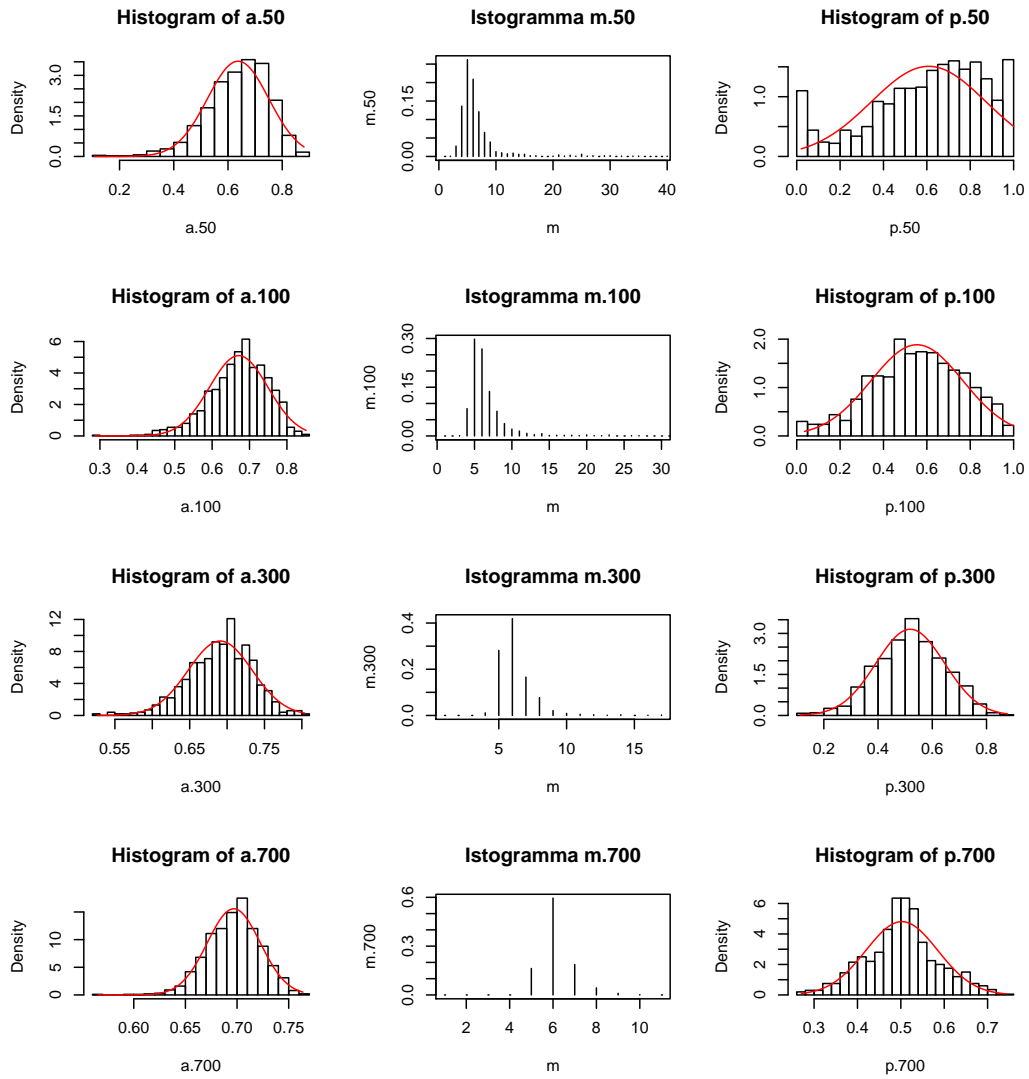 Histogram of a.50
Density
0.0 1.5 3.0
0.2 0.4 0.6 0.8
a.50
Istogramma m.50
m.50
0.00 0.15
0 10 20 30 40
m
Histogram of p.50
Density
0.0 1.0
0.0 0.2 0.4 0.6 0.8 1.0
p.50
Histogram of a.100
Density
0 2 4 6
0.3 0.4 0.5 0.6 0.7 0.8
a.100
Istogramma m.100
m.100
0.00 0.15 0.30
0 5 10 15 20 25 30
m
Histogram of p.100
Density
0.0 1.0 2.0
0.0 0.2 0.4 0.6 0.8 1.0
p.100
Histogram of a.300
Density
0 4 8 12
0.55 0.65 0.75
a.300
Istogramma m.300
m.300
0.0 0.2 0.4
5 10 15
m
Histogram of p.300
Density
0.0 1.5 3.0
0.2 0.4 0.6 0.8
p.300
Histogram of a.700
Density
0 5 10
0.60 0.65 0.70 0.75
a.700
Istogramma m.700
m.700
0.0 0.3 0.6
2 4 6 8 10
m
Histogram of p.700
Density
0 2 4 6
0.3 0.4 0.5 0.6 0.7
p.700